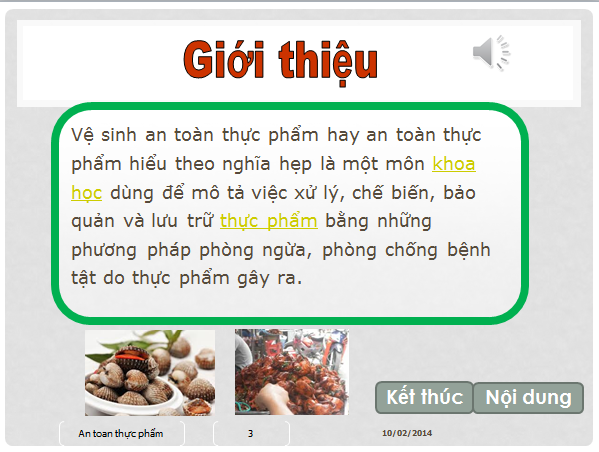 Giới thiệu
Vệ sinh an toàn thực phẩm hay an toàn thực
phẩm hiểu theo nghĩa hẹp là một môn khoa
học dùng để mô tả việc xử lý, chế biến, bảo
quản và lưu trữ thực phẩm bằng những
phương pháp phòng ngừa, phòng chống bệnh
tật do thực phẩm gây ra.
Kết thúc
Nội dung
An toan thực phẩm
3
10/02/2014